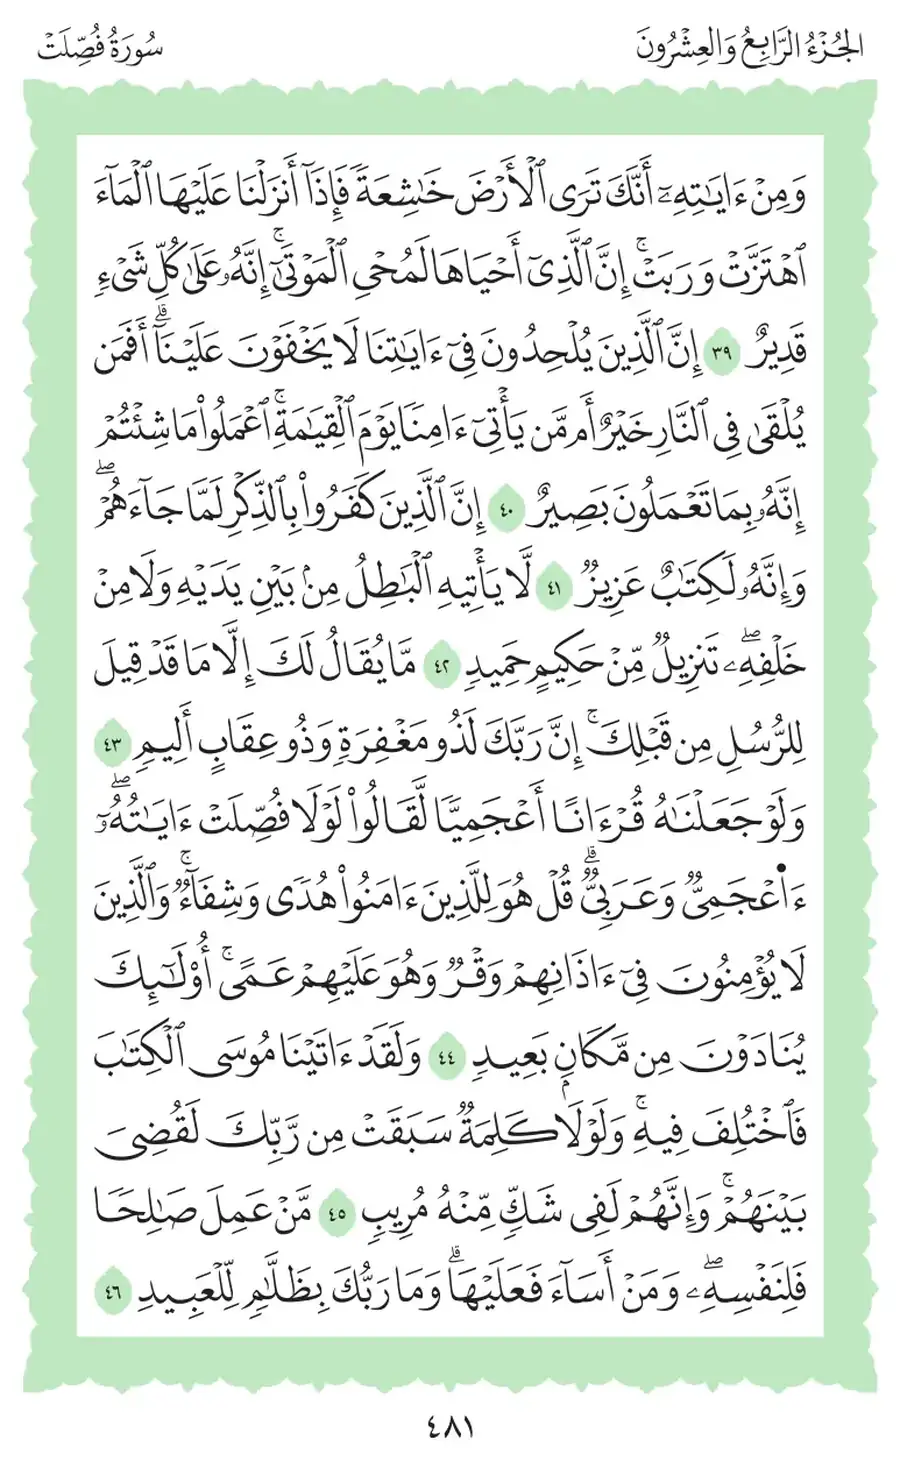 الجُزْءُ الرَّابِعُ وَالعِشْرُونَ
سُورَةُ فُصِّلَتْ
وَمِنْ ءَايَٰتِهِۦٓ أَنَّكَ تَرَى ٱلْأَرْضَ خَٰشِعَةً فَإِذَآ أَنزَلْنَا عَلَيْهَا ٱلْمَآءَ
ٱهْتَزَّتْ وَرَبَتْۚ إِنَّ ٱلَّذِىٓ أَحْيَاهَا لَمُحْىِ ٱلْمَوْتَىٰٓۚ إِنَّهُۥ عَلَىٰ كُلِّ شَىْءٍ
قَدِيرٌ ٣٩ إِنَّ ٱلَّذِينَ يُلْحِدُونَ فِىٓ ءَايَٰتِنَا لَا يَخْفَوْنَ عَلَيْنَآۗ أَفَمَن
يُلْقَىٰ فِى ٱلنَّارِ خَيْرٌ أَم مَّن يَأْتِىٓ ءَامِنًا يَوْمَ ٱلْقِيَٰمَةِۚ ٱعْمَلُوا۟ مَا شِئْتُمْ
إِنَّهُۥ بِمَا تَعْمَلُونَ بَصِيرٌ ٤٠ إِنَّ ٱلَّذِينَ كَفَرُوا۟ بِٱلذِّكْرِ لَمَّا جَآءَهُمْۖ
وَإِنَّهُۥ لَكِتَٰبٌ عَزِيزٌ ٤١ لَّا يَأْتِيهِ ٱلْبَٰطِلُ مِنۢ بَيْنِ يَدَيْهِ وَلَا مِنْ
خَلْفِهِۦۖ تَنزِيلٌ مِّنْ حَكِيمٍ حَمِيدٍ ٤٢ مَّا يُقَالُ لَكَ إِلَّا مَا قَدْ قِيلَ
لِلرُّسُلِ مِن قَبْلِكَۚ إِنَّ رَبَّكَ لَذُو مَغْفِرَةٍ وَذُو عِقَابٍ أَلِيمٍ ٤٣
وَلَوْ جَعَلْنَٰهُ قُرْءَانًا أَعْجَمِيًّا لَّقَالُوا۟ لَوْلَا فُصِّلَتْ ءَايَٰتُهُۥٓۖ
ءَا۬عْجَمِىٌّ وَعَرَبِىٌّۗ قُلْ هُوَ لِلَّذِينَ ءَامَنُوا۟ هُدًى وَشِفَآءٌۚ وَٱلَّذِينَ
لَا يُؤْمِنُونَ فِىٓ ءَاذَانِهِمْ وَقْرٌ وَهُوَ عَلَيْهِمْ عَمًىۚ أُو۟لَٰٓئِكَ
يُنَادَوْنَ مِن مَّكَانٍۭ بَعِيدٍ ٤٤ وَلَقَدْ ءَاتَيْنَا مُوسَى ٱلْكِتَٰبَ
فَٱخْتُلِفَ فِيهِۚ وَلَوْلَا كَلِمَةٌ سَبَقَتْ مِن رَّبِّكَ لَقُضِىَ
بَيْنَهُمْۚ وَإِنَّهُمْ لَفِى شَكٍّ مِّنْهُ مُرِيبٍ ٤٥ مَّنْ عَمِلَ صَٰلِحًا
فَلِنَفْسِهِۦۖ وَمَنْ أَسَآءَ فَعَلَيْهَاۗ وَمَا رَبُّكَ بِظَلَّٰمٍ لِّلْعَبِيدِ ٤٦
٤٨١